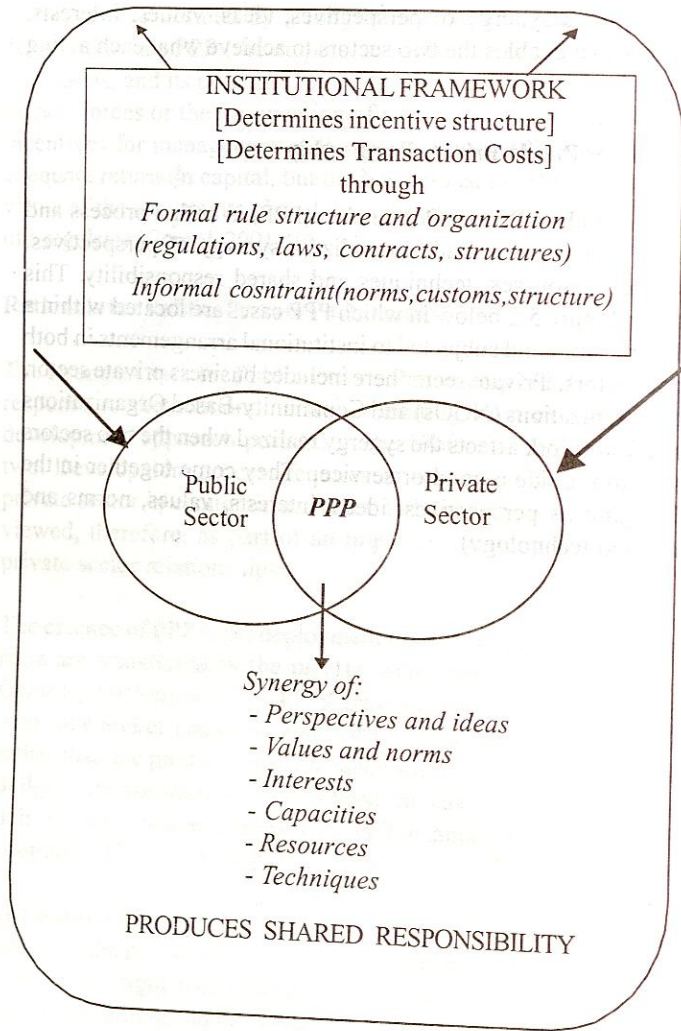 INSTITUTIONAL FRAMEWORK
[Determines incentive structure]
[Determines Transaction Costs]
through
Formal rule structure and organization
(regulations, laws, contracts, structures)
Informal cosntraint(norms,customs,structure)
Public
Sector
PPP
Private
Sector
Synergy of:
- Perspectives and ideas
- Values and norms
- Interests
- Capacities
- Resources
- Techniques
PRODUCES SHARED RESPONSIBILITY